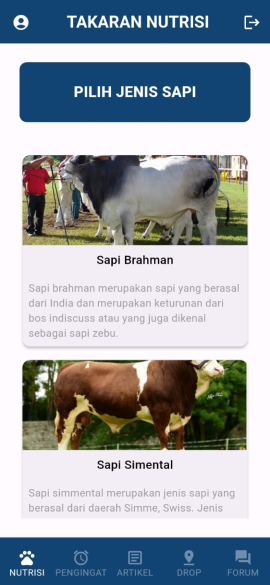 TAKARAN NUTRISI
PILIH JENIS SAPI
Sapi Brahman
Sapi brahman merupakan sapi yang berasal
dari India dan merupakan keturunan dari
bos indiscuss atau yang juga dikenal
sebagai sapi zebu.
Sapi Simental
Sapi simmental merupakan jenis sapi yang
berasal dari daerah Simme, Swiss. Jenis
NUTRISI PENGINGAT ARTIKEL DROP FORUM